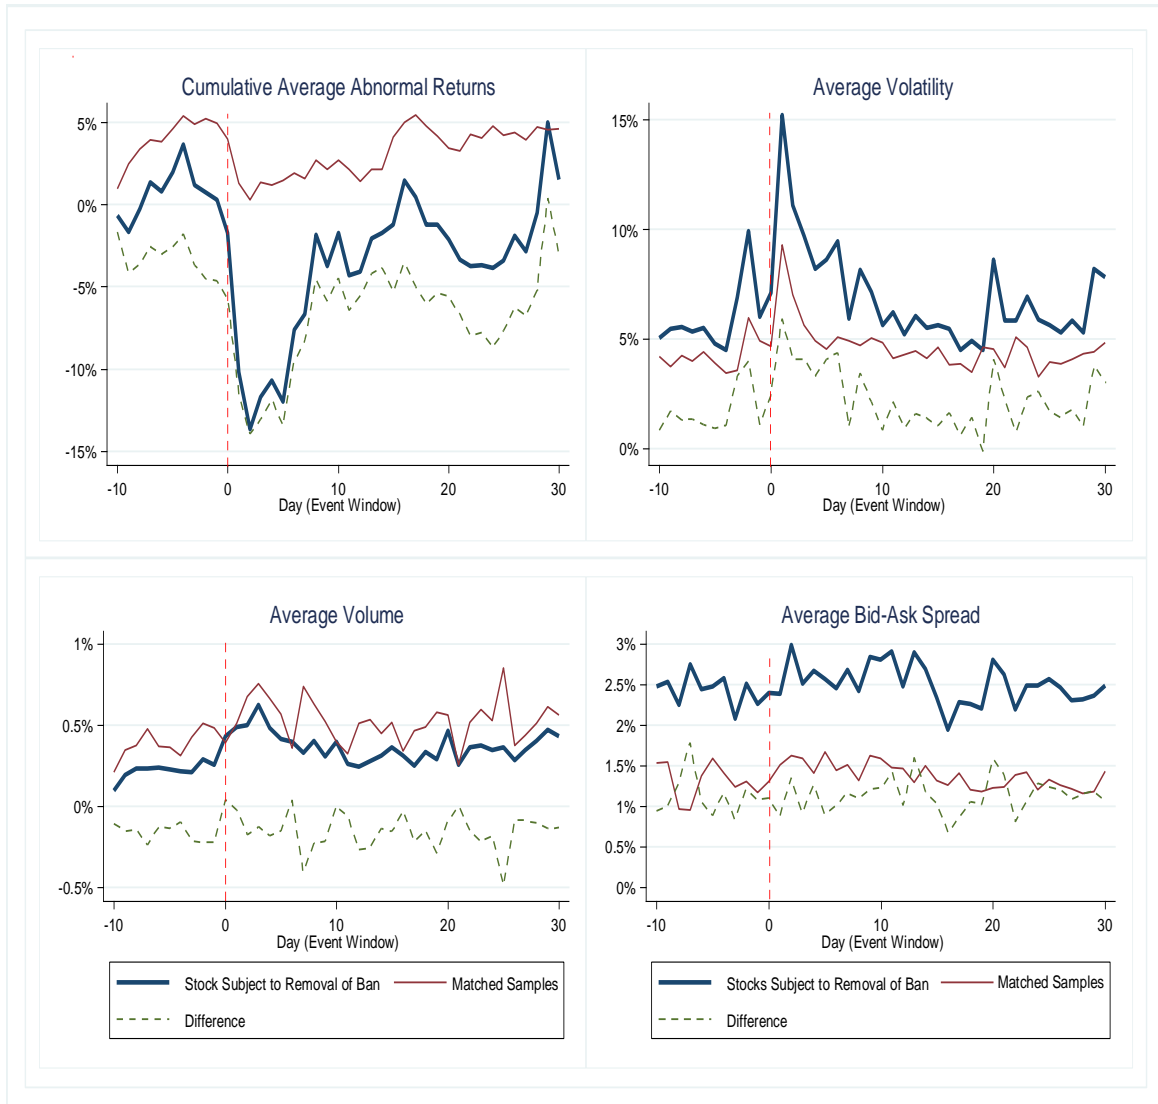 Cumulative Average Abnormal Returns
5%
0%
-5%
-10%
-15%
-10 0 10 20 30
Day (Event Window)
Average Volatility
15%
10%
5%
0%
-10 0 10 20 30
Day (Event Window)
Average Volume
1%
0.5%
0%
-0.5%
-10 0 10 20 30
Day (Event Window)
Stock Subject to Removal of Ban Matched Samples
Difference
Average Bid-Ask Spread
3%
2.5%
2%
1.5%
1%
0.5%
0%
-10 0 10 20 30
Day (Event Window)
Stocks Subject to Removal of Ban Matched Samples
Difference